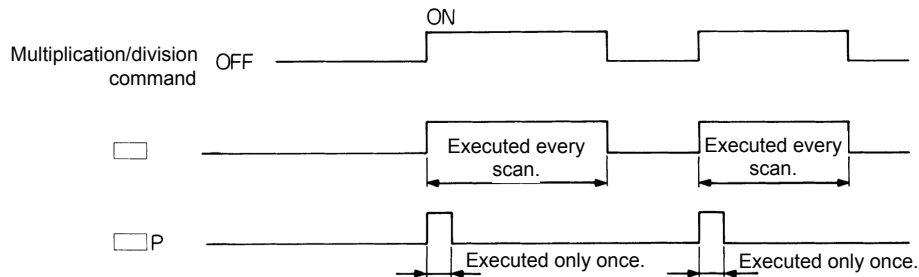 ON
Multiplication/division
command
OFF
Executed every
scan.
Executed every
scan.
P
Executed only once.
Executed only once.